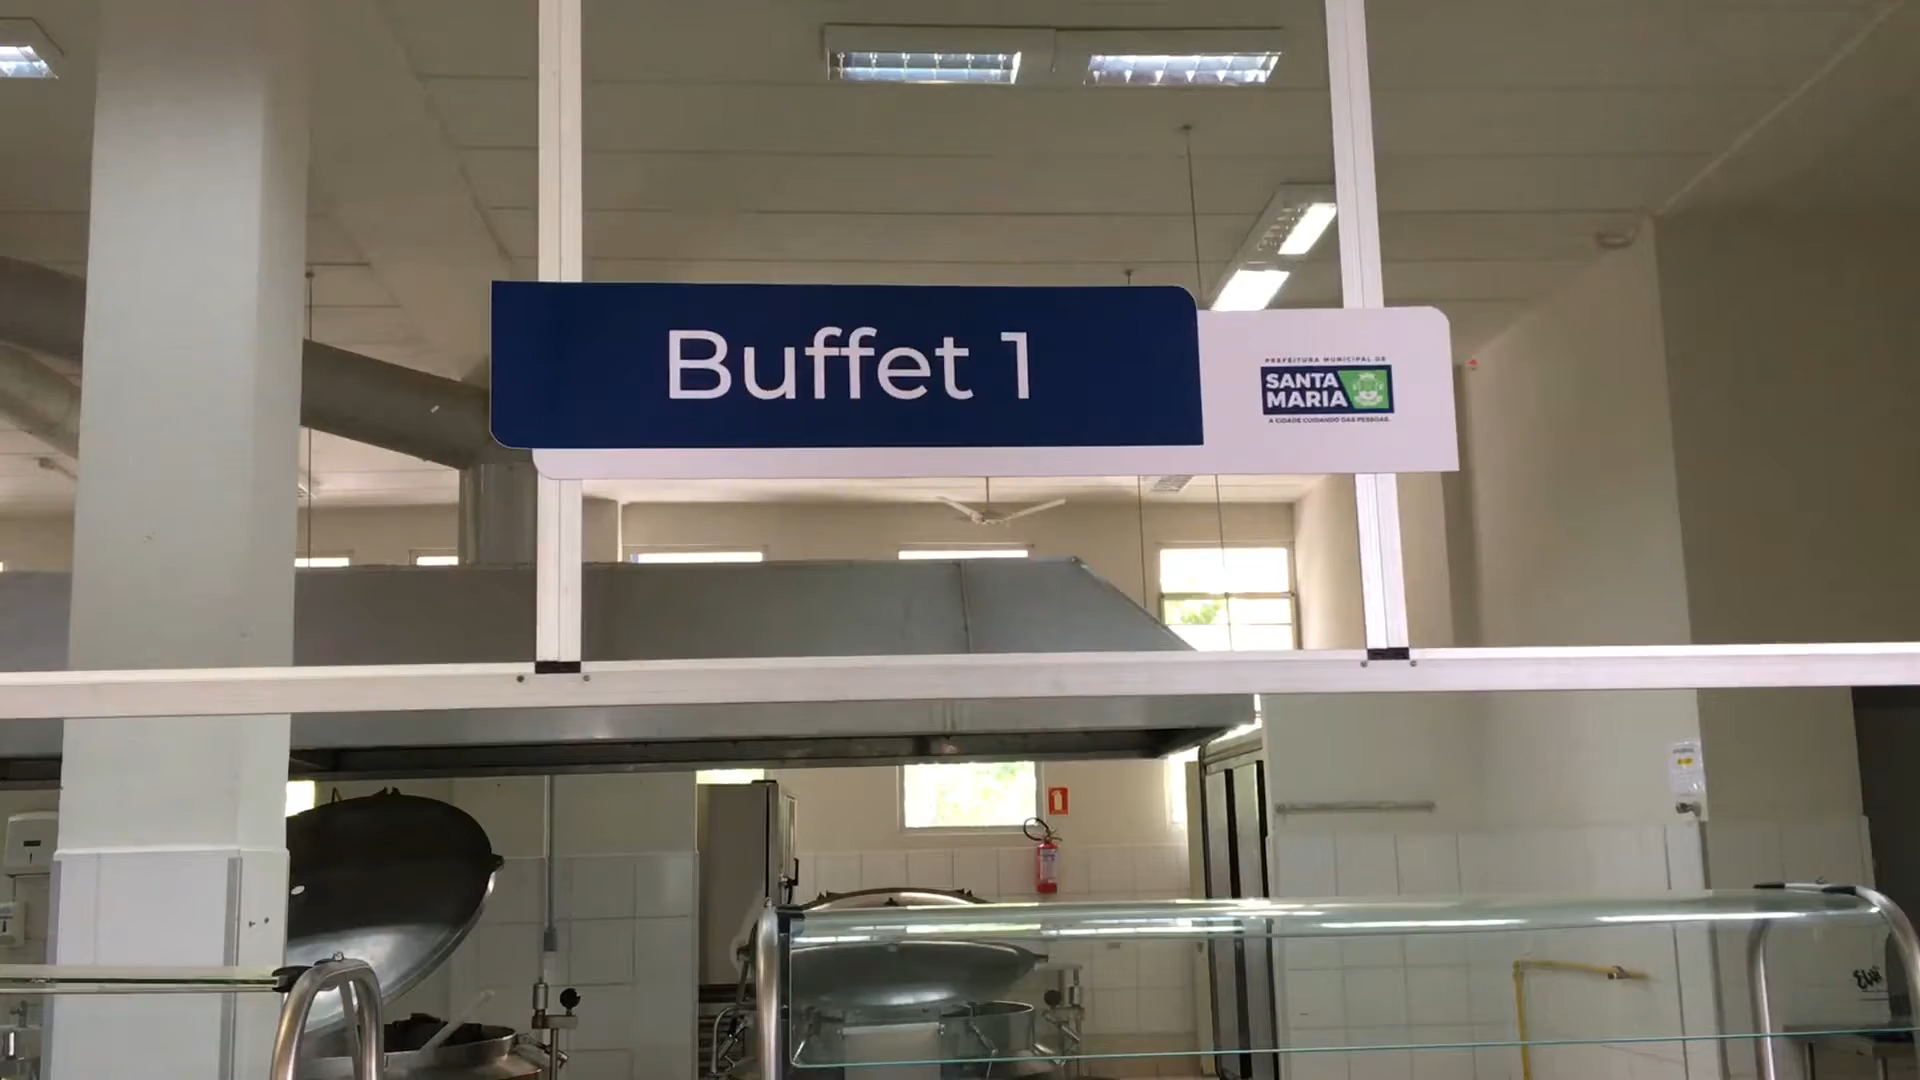 Buffet 1
PREFEITURA MUNICIPAL DE
SANTA
MARIA
A CIDADE CUIDANDO DAS PESSOAS